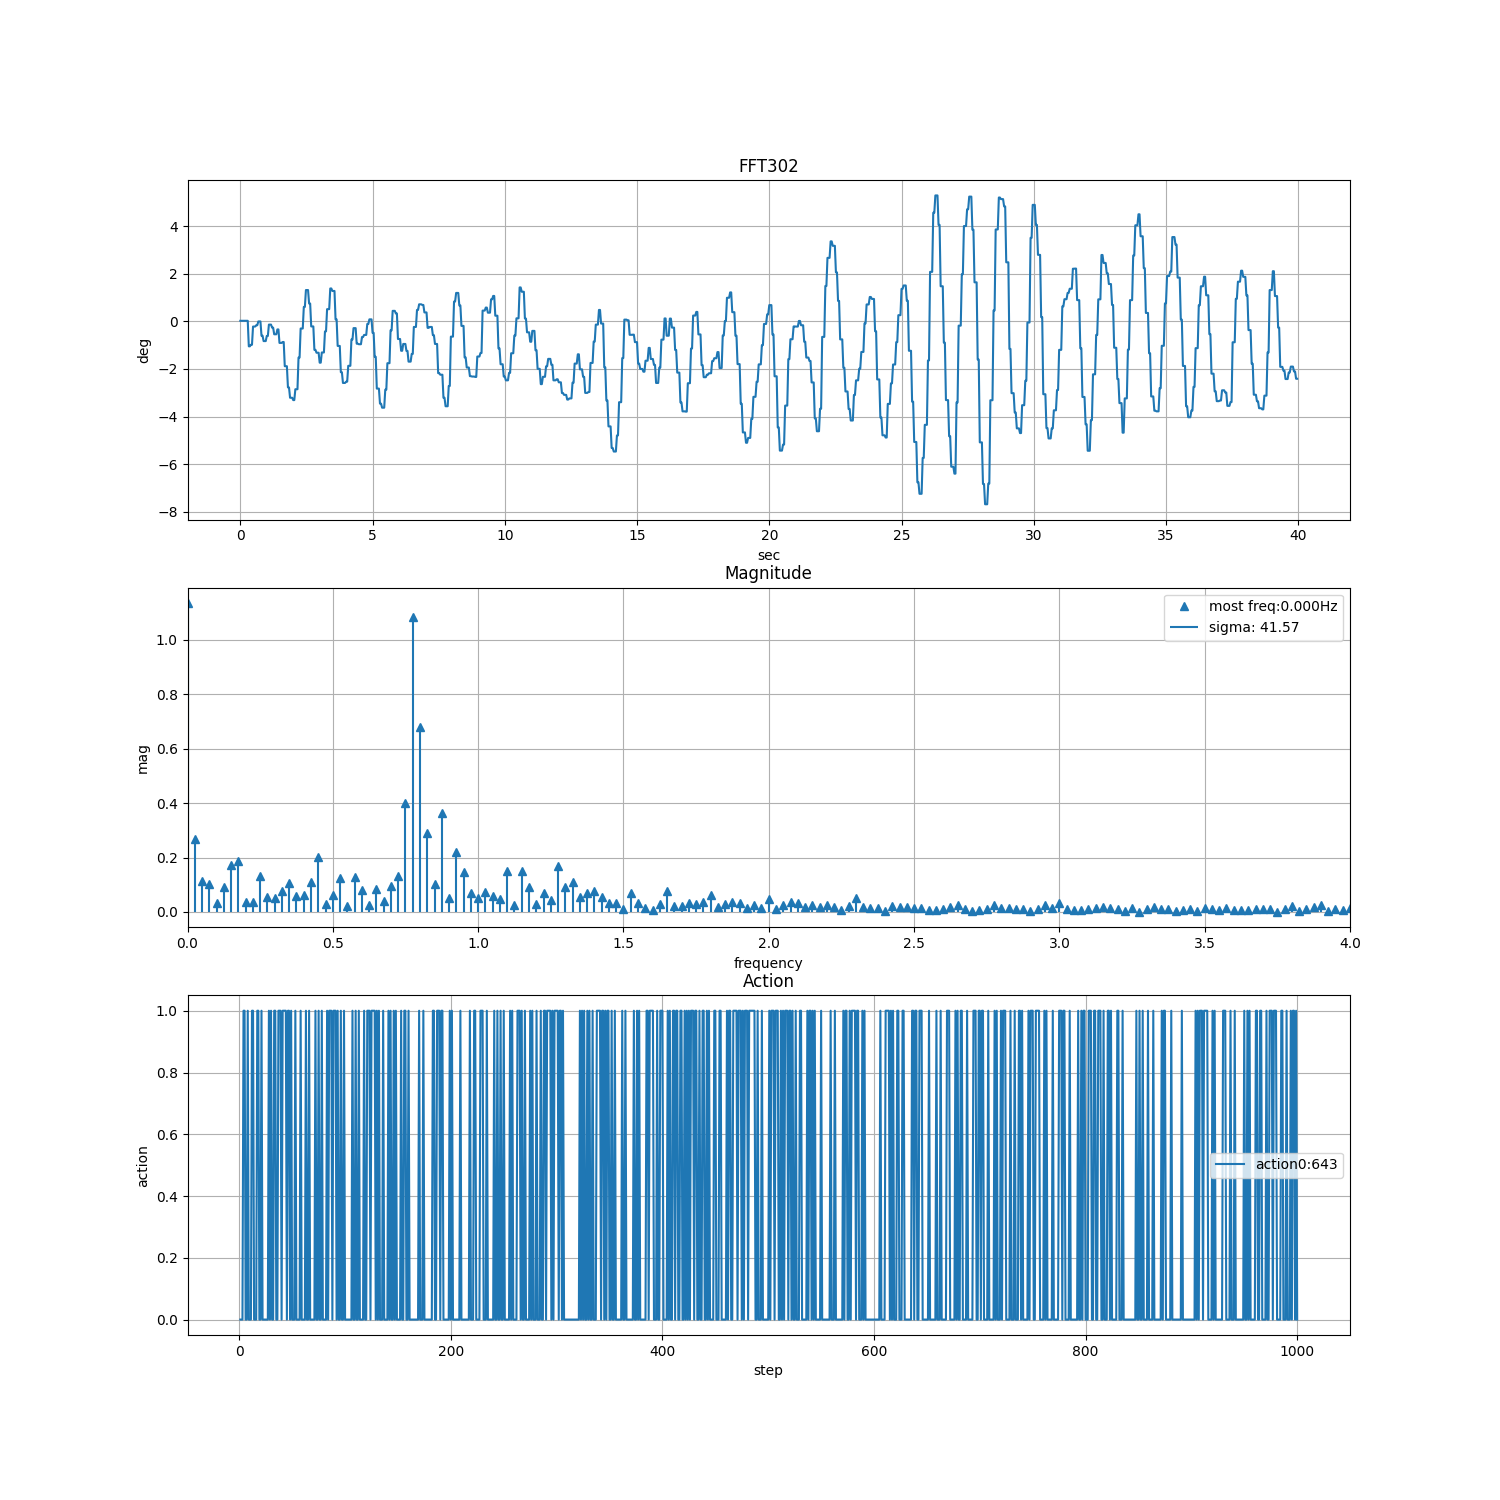 FFT302
4
2
0
−2
−4
−6
−8
deg
0 5 10 15 20 25 30 35 40
sec
Magnitude
most freq:0.000Hz
sigma: 41.57
1.0
0.8
0.6
0.4
0.2
0.0
mag
0.0 0.5 1.0 1.5 2.0 2.5 3.0 3.5 4.0
frequency
Action
1.0
0.8
0.6
0.4
0.2
0.0
action
action0:643
0 200 400 600 800 1000
step